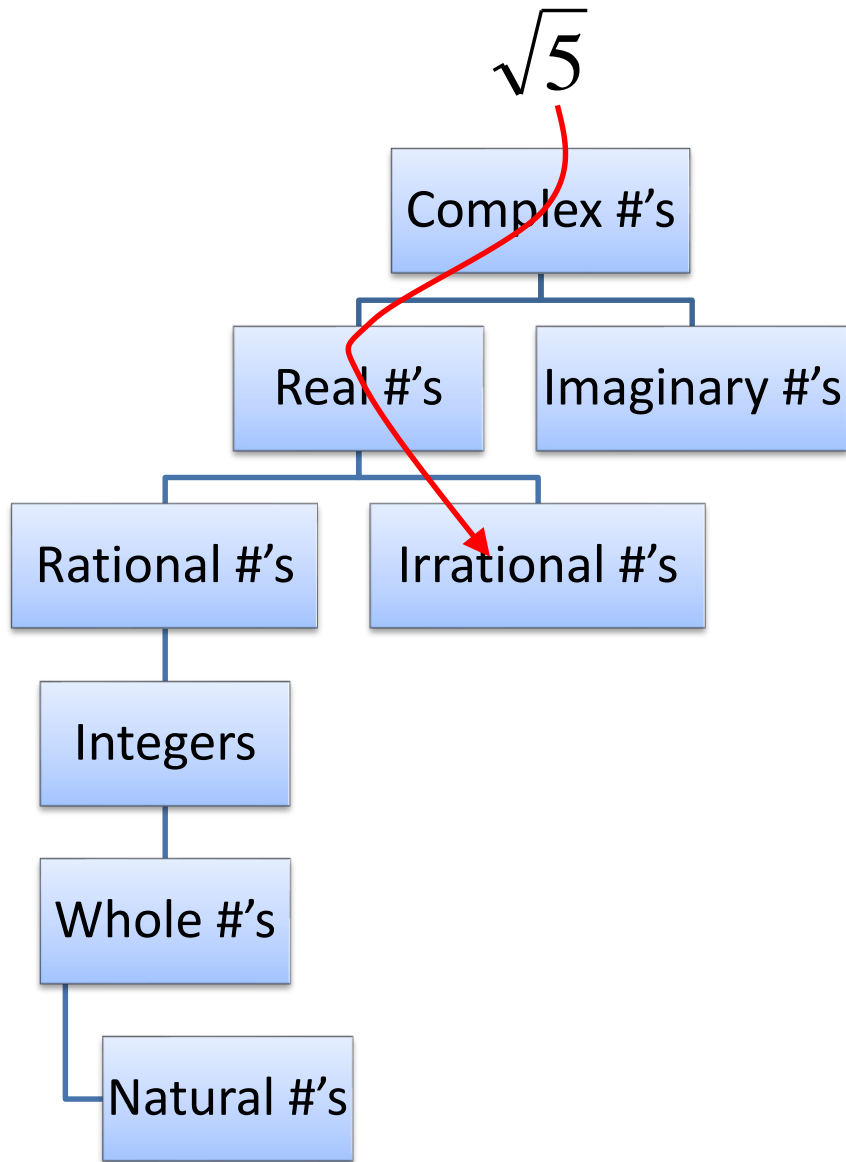 √5
Complex #’s
Real #’s
Imaginary #’s
Rational #’s
Irrational #’s
Integers
Whole #’s
Natural #’s